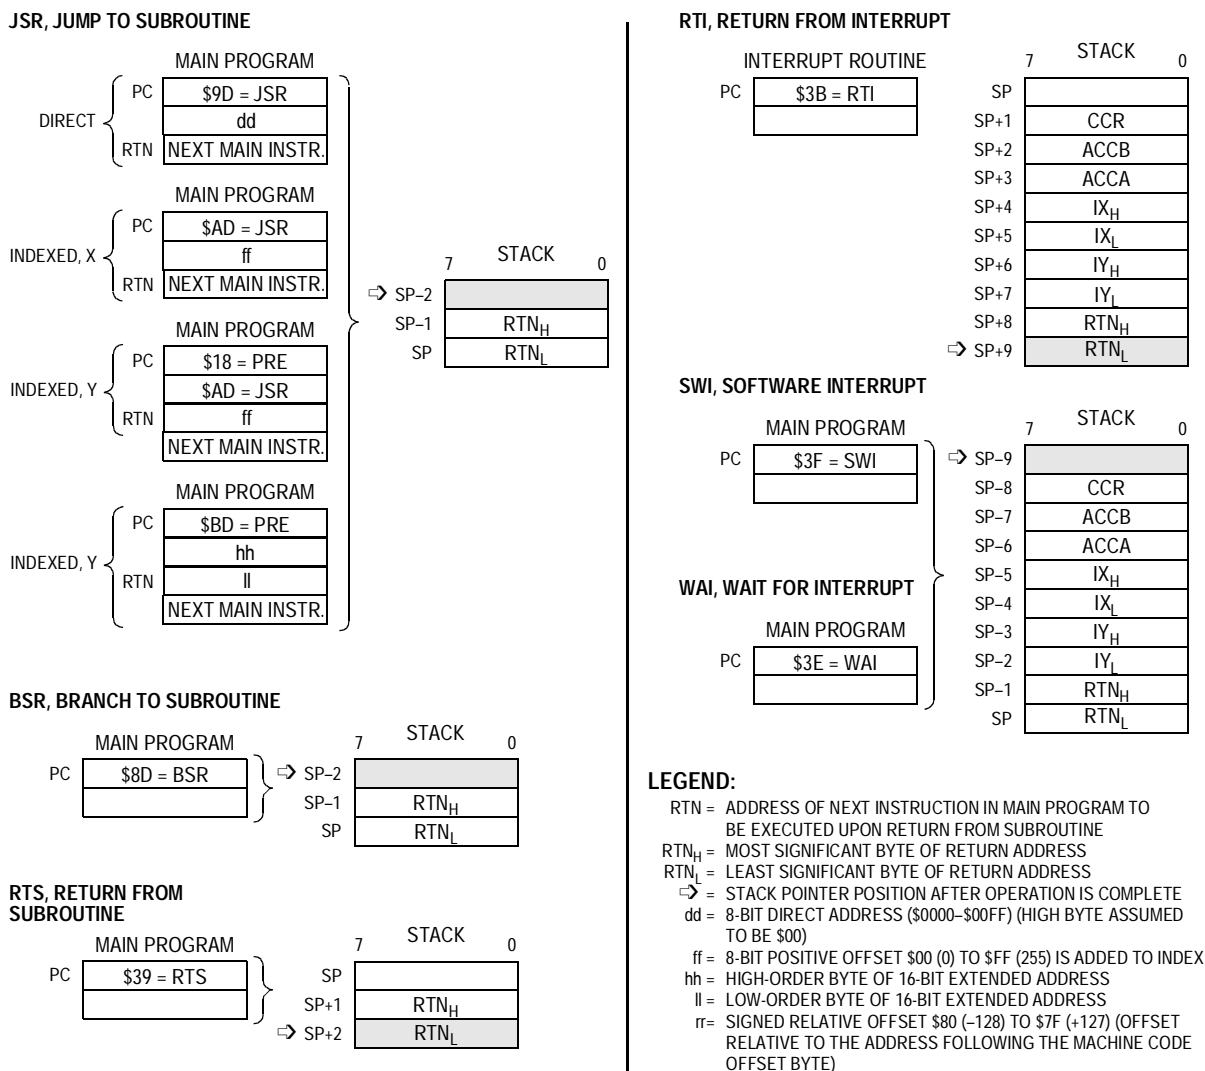 JSR, JUMP TO SUBROUTINE
MAIN PROGRAM
DIRECT
PC $9D = JSR
dd
RTN NEXT MAIN INSTR.
MAIN PROGRAM
INDEXED, X
PC $AD = JSR
ff
RTN NEXT MAIN INSTR.
MAIN PROGRAM
INDEXED, Y
PC $18 = PRE
$AD = JSR
RTN ff
NEXT MAIN INSTR.
MAIN PROGRAM
INDEXED, Y
PC $BD = PRE
hh
RTN ll
NEXT MAIN INSTR.
7 STACK 0
➩ SP–2
SP–1 RTNH
SP RTNL
BSR, BRANCH TO SUBROUTINE
MAIN PROGRAM
PC $8D = BSR
7 STACK 0
➩ SP–2
SP–1 RTNH
SP RTNL
RTS, RETURN FROM
SUBROUTINE
MAIN PROGRAM
PC $39 = RTS
7 STACK 0
SP
SP+1 RTNH
➩ SP+2 RTNL
RTI, RETURN FROM INTERRUPT
INTERRUPT ROUTINE
PC $3B = RTI
7 STACK 0
SP
SP+1 CCR
SP+2 ACCB
SP+3 ACCA
SP+4 IXH
SP+5 IXL
SP+6 IYH
SP+7 IYL
SP+8 RTNH
➩ SP+9 RTNL
SWI, SOFTWARE INTERRUPT
MAIN PROGRAM
PC $3F = SWI
WAI, WAIT FOR INTERRUPT
MAIN PROGRAM
PC $3E = WAI
7 STACK 0
➩ SP–9
SP–8 CCR
SP–7 ACCB
SP–6 ACCA
SP–5 IXH
SP–4 IXL
SP–3 IYH
SP–2 IYL
SP–1 RTNH
SP RTNL
LEGEND:
RTN = ADDRESS OF NEXT INSTRUCTION IN MAIN PROGRAM TO
BE EXECUTED UPON RETURN FROM SUBROUTINE
RTNH = MOST SIGNIFICANT BYTE OF RETURN ADDRESS
RTNL = LEAST SIGNIFICANT BYTE OF RETURN ADDRESS
➩ = STACK POINTER POSITION AFTER OPERATION IS COMPLETE
dd = 8-BIT DIRECT ADDRESS ($0000–$00FF) (HIGH BYTE ASSUMED
TO BE $00)
ff = 8-BIT POSITIVE OFFSET $00 (0) TO $FF (255) IS ADDED TO INDEX
hh = HIGH-ORDER BYTE OF 16-BIT EXTENDED ADDRESS
ll = LOW-ORDER BYTE OF 16-BIT EXTENDED ADDRESS
rr= SIGNED RELATIVE OFFSET $80 (–128) TO $7F (+127) (OFFSET
RELATIVE TO THE ADDRESS FOLLOWING THE MACHINE CODE
OFFSET BYTE)